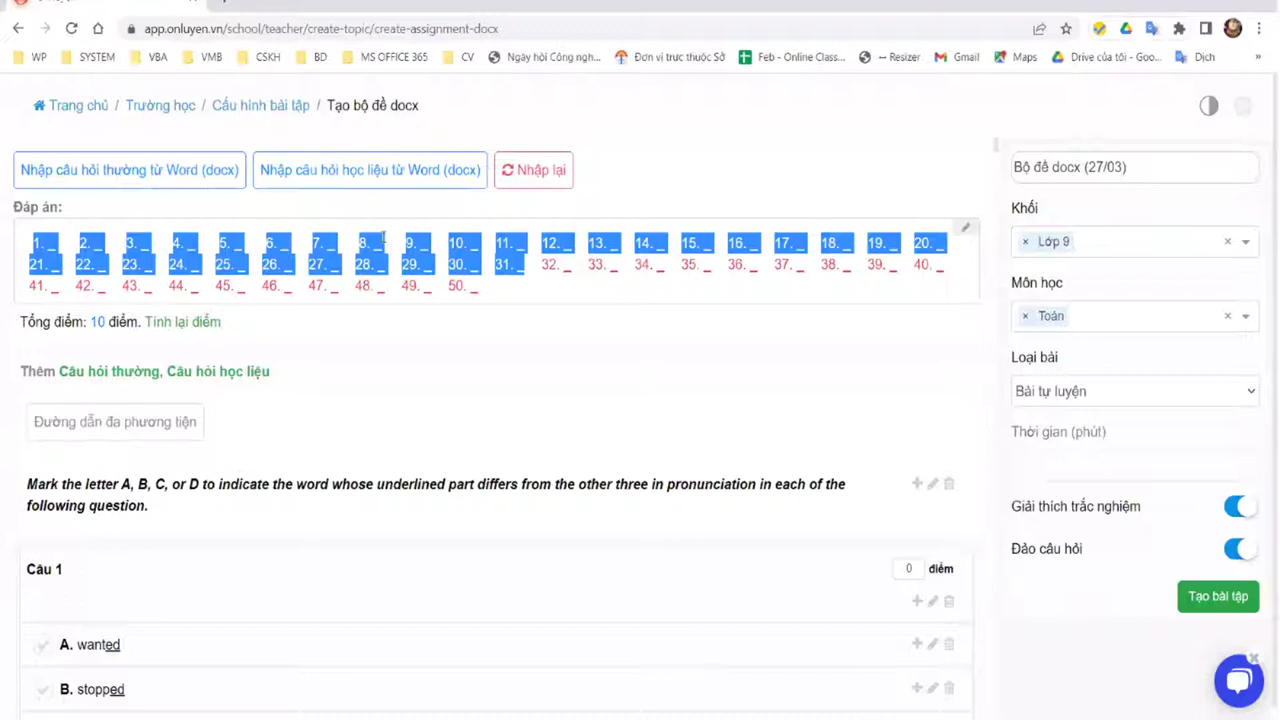 app.onluyen.vn/school/teacher/create-topic/create-assignment-docx
WP SYSTEM VBA VMB CSKH BD MS OFFICE 365 CV Ngày hội Công ngh... Đơn vị trưc thuộc Sở Feb - Online Class... -- Resizer Gmail Maps Drive của tôi - Goo... Dịch »
Trang chủ / Trường học / Cấu hình bài tập / Tạo bộ đề docx
Nhập câu hỏi thường từ Word (docx) Nhập câu hỏi học liệu từ Word (docx) Nhập lại
Đáp án:
1. _ 2. _ 3. _ 4. _ 5. _ 6. _ 7. _ 8. _ 9. _ 10. _ 11. _ 12. _ 13. _ 14. _ 15. _ 16. _ 17. _ 18. _ 19. _ 20. _
21. _ 22. _ 23. _ 24. _ 25. _ 26. _ 27. _ 28. _ 29. _ 30. _ 31. _ 32. _ 33. _ 34. _ 35. _ 36. _ 37. _ 38. _ 39. _ 40. _
41. _ 42. _ 43. _ 44. _ 45. _ 46. _ 47. _ 48. _ 49. _ 50. _
Tổng điểm: 10 điểm. Tính lại điểm
Thêm Câu hỏi thường, Câu hỏi học liệu
Đường dẫn đa phương tiện
Mark the letter A, B, C, or D to indicate the word whose underlined part differs from the other three in pronunciation in each of the
following question.
Câu 1 0 điểm
A. wanted
B. stopped
Bộ đề docx (27/03)
Khối
× Lớp 9 ×
Môn học
× Toán ×
Loại bài
Bài tự luyện
Thời gian (phút)
Giải thích trắc nghiệm
Đảo câu hỏi
Tạo bài tập